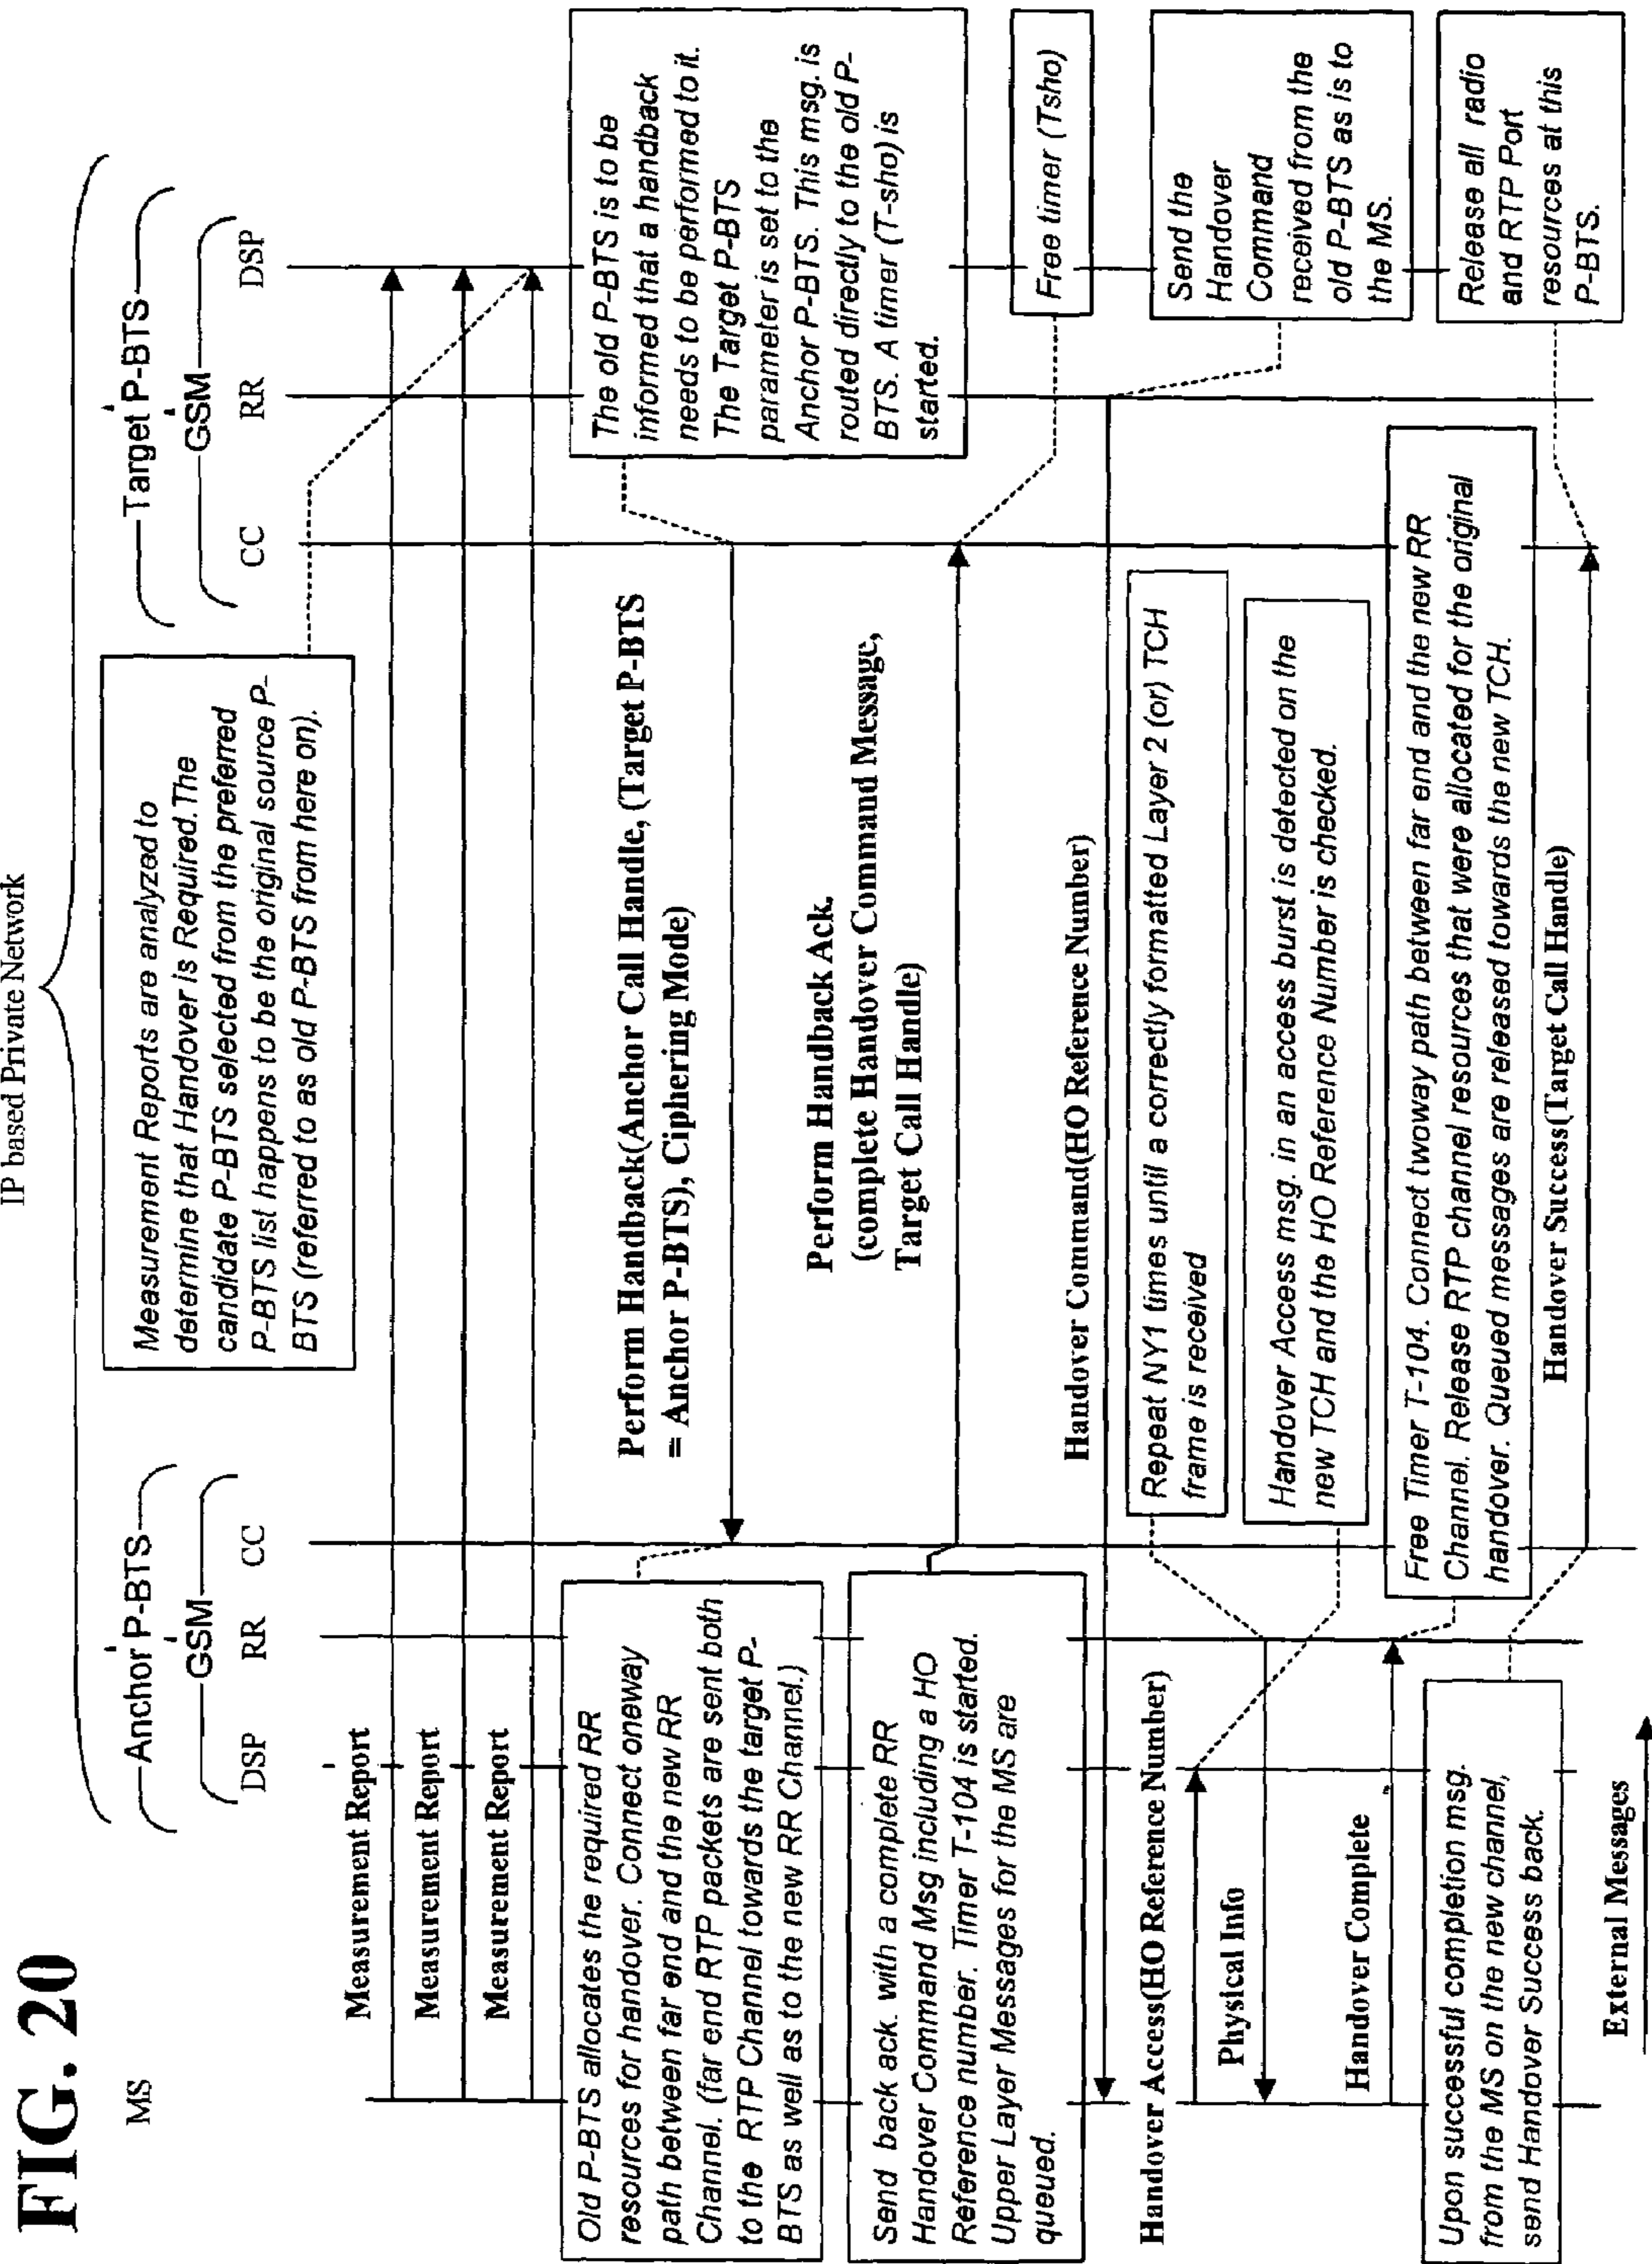 FIG. 20
IP based Private Network
MS
Anchor P-BTS
GSM
DSP
RR
CC
Target P-BTS
GSM
CC
RR
DSP
Measurement Reports are analyzed to
determine that Handover is Required.The
candidate P-BTS selected from the preferred
P-BTS list happens to be the original source P-
BTS (referred to as old P-BTS from here on).
Measurement Report
Measurement Report
Measurement Report
Old P-BTS allocates the required RR
resources for handover. Connect oneway
path between far end and the new RR
Channel. (far end RTP packets are sent both
to the RTP Channel towards the target P-
BTS as well as to the new RR Channel.)
Perform Handback(Anchor Call Handle, (Target P-BTS
= Anchor P-BTS), Ciphering Mode)
The old P-BTS is to be
informed that a handback
needs to be performed to it.
The Target P-BTS
parameter is set to the
Anchor P-BTS. This msg. is
routed directly to the old P-
BTS. A timer (T-sho) is
started.
Send back ack. with a complete RR
Handover Command Msg including a HO
Reference number. Timer T-104 is started.
Upper Layer Messages for the MS are
queued.
Perform Handback Ack.
(complete Handover Command Message,
Target Call Handle)
Free timer (Tsho)
Handover Command(HO Reference Number)
Send the
Handover
Command
received from the
old P-BTS as is to
the MS.
Handover Access(HO Reference Number)
Repeat NY1 times until a correctly formatted Layer 2 (or) TCH
frame is received
Physical Info
Handover Access msg. in an access burst is detected on the
new TCH and the HO Reference Number is checked.
Handover Complete
Free Timer T-104. Connect twoway path between far end and the new RR
Channel. Release RTP channel resources that were allocated for the original
handover. Queued messages are released towards the new TCH.
Release all radio
and RTP Port
resources at this
P-BTS.
Upon successful completion msg.
from the MS on the new channel,
send Handover Success back.
Handover Success(Target Call Handle)
External Messages